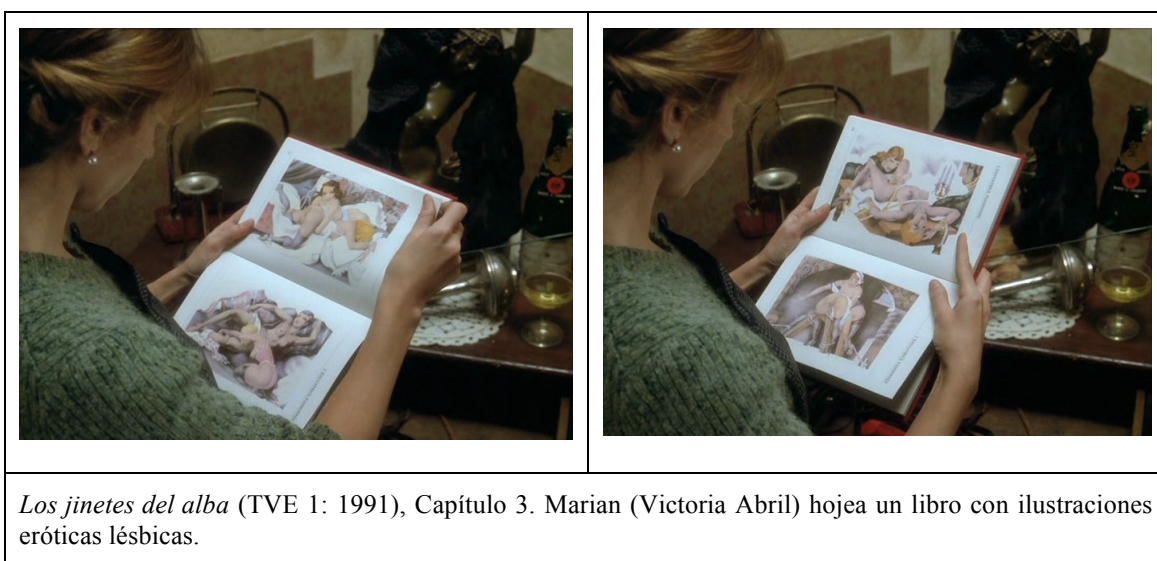 Los jinetes del alba (TVE 1: 1991), Capítulo 3. Marian (Victoria Abril) hojea un libro con ilustraciones
eróticas lésbicas.